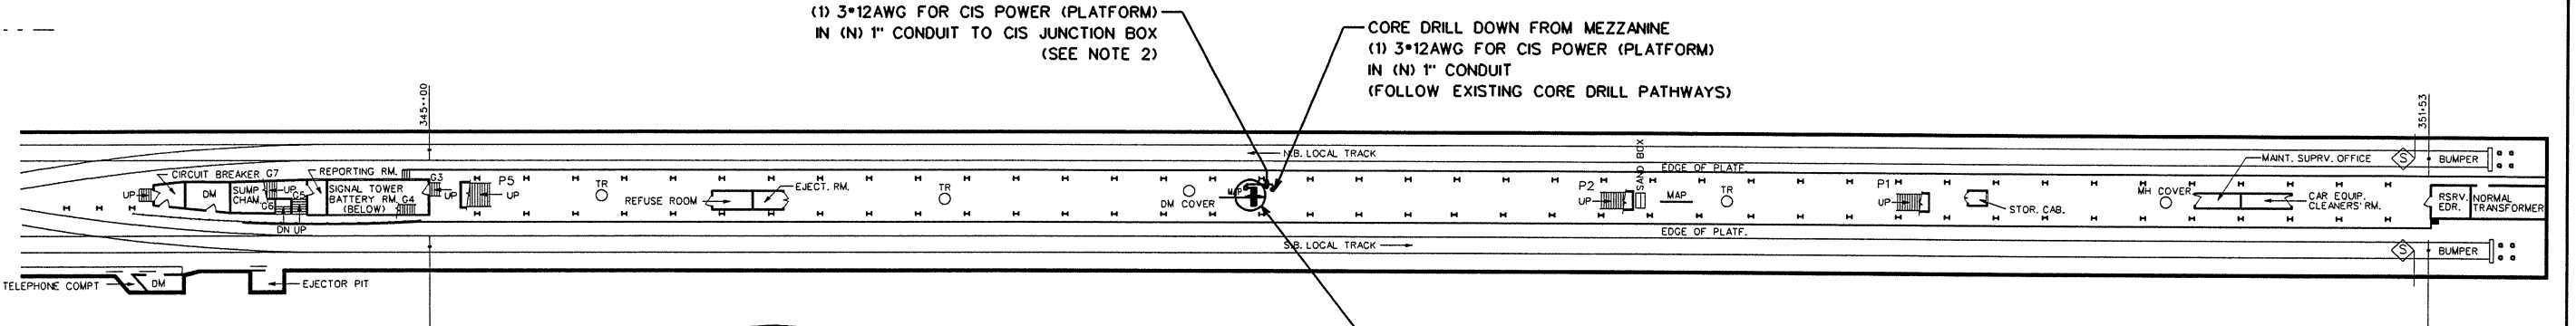 (1) 3#12AWG FOR CIS POWER (PLATFORM)
IN (N) 1" CONDUIT TO CIS JUNCTION BOX
(SEE NOTE 2)
CORE DRILL DOWN FROM MEZZANINE
(1) 3#12AWG FOR CIS POWER (PLATFORM)
IN (N) 1" CONDUIT
(FOLLOW EXISTING CORE DRILL PATHWAYS)
345+00
351+53
N.B. LOCAL TRACK
EDGE OF PLATF.
SAND BOX
MAINT. SUPRV. OFFICE
S
BUMPER
CIRCUIT BREAKER G7
REPORTING RM.
UP
DM
SUMP
CHAM.
UP
G5
G6
DN UP
SIGNAL TOWER
BATTERY RM.
(BELOW)
G3
G4
UP
P5
UP
TR
REFUSE ROOM
EJECT. RM.
TR
DM COVER
MAP
P2
UP
MAP
TR
P1
UP
STOR. CAB.
MH COVER
CAR EQUIP.
CLEANERS' RM.
RSRV.
EDR.
NORMAL
TRANSFORMER
EDGE OF PLATF.
S.B. LOCAL TRACK
S
BUMPER
TELEPHONE COMPT
DM
EJECTOR PIT